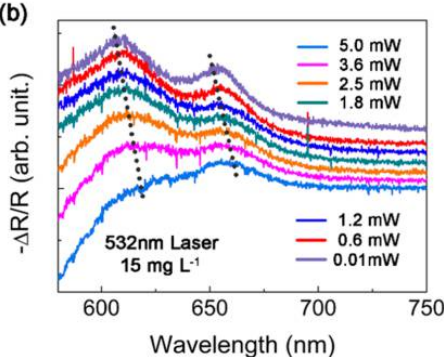 (b)
5.0 mW
3.6 mW
2.5 mW
1.8 mW
-ΔR/R (arb. unit.)
532nm Laser
15 mg L⁻¹
1.2 mW
0.6 mW
0.01mW
600 650 700 750
Wavelength (nm)